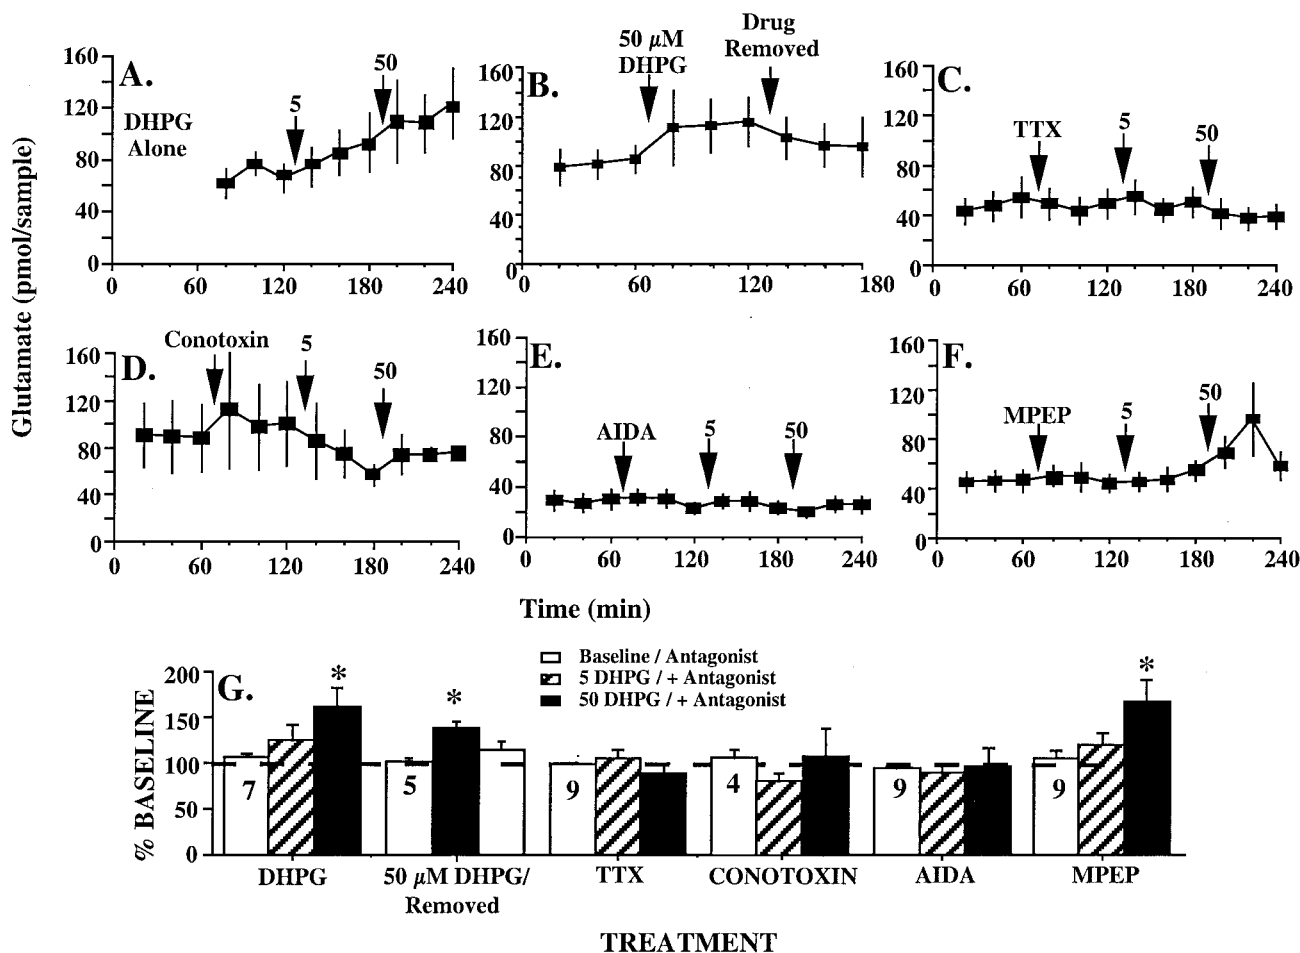 Glutamate (pmol/sample)
A.
DHPG
Alone
5
50
160
120
80
40
0
0
60
120
180
240
B.
50 µM
DHPG
Drug
Removed
160
120
80
40
0
0
60
120
180
C.
TTX
5
50
160
120
80
40
0
0
60
120
180
240
D.
Conotoxin
5
50
160
120
80
40
0
0
60
120
180
240
E.
AIDA
5
50
160
120
80
40
0
0
60
120
180
240
F.
MPEP
5
50
160
120
80
40
0
0
60
120
180
240
Time (min)
G.
Baseline / Antagonist
5 DHPG / + Antagonist
50 DHPG / + Antagonist
% BASELINE
200
150
100
50
0
*
*
*
7
5
9
4
9
9
DHPG
50 µM DHPG/
Removed
TTX
CONOTOXIN
AIDA
MPEP
TREATMENT